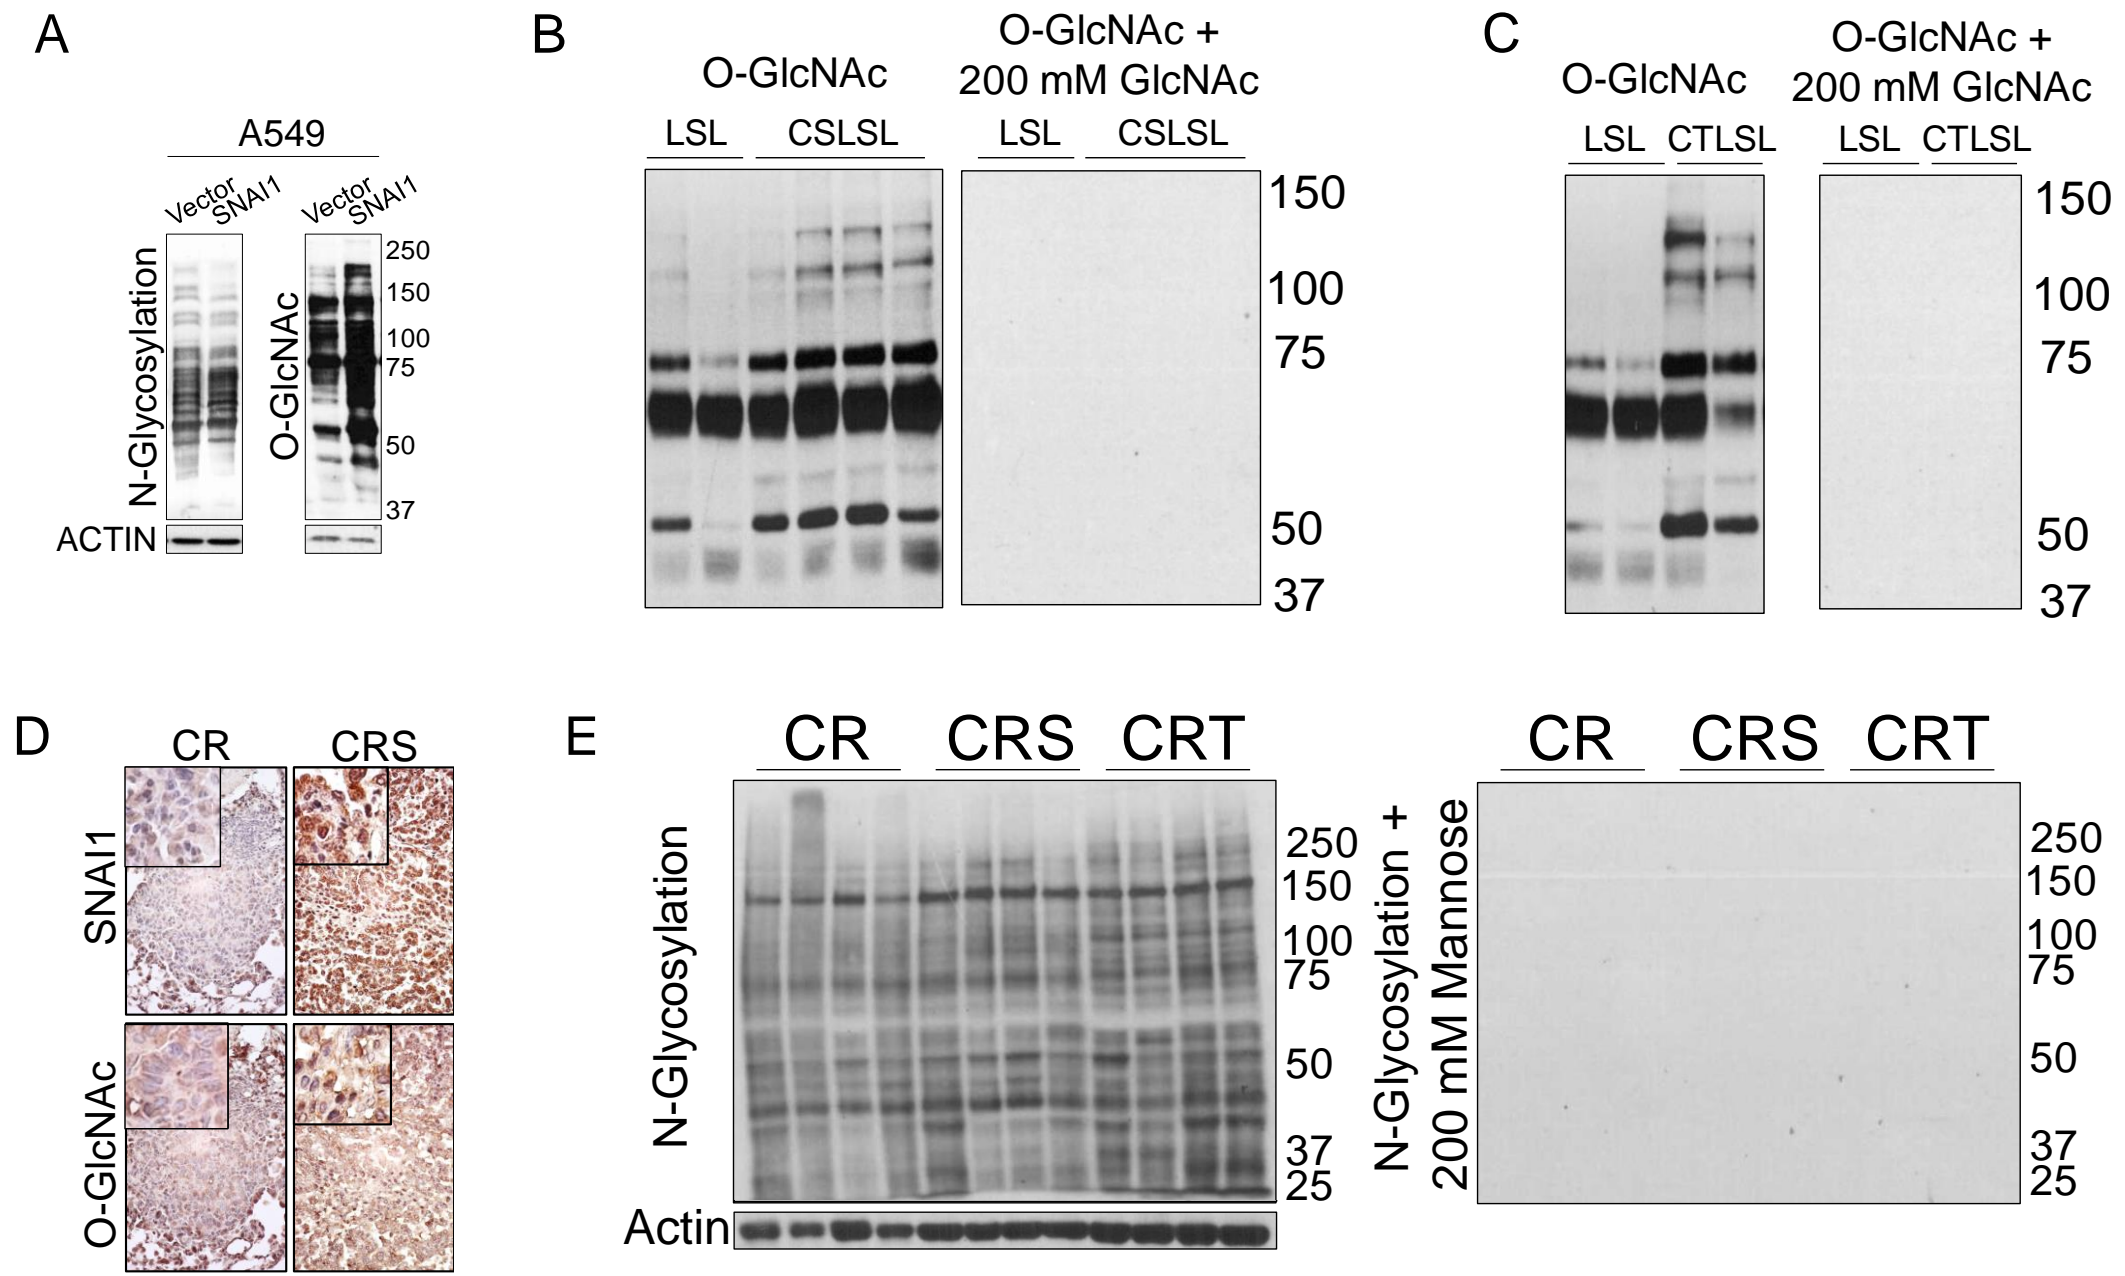 A
A549
Vector
SNAI1
Vector
SNAI1
N-Glycosylation
O-GlcNAc
250
150
100
75
50
37
ACTIN
B
O-GlcNAc
O-GlcNAc +
200 mM GlcNAc
LSL
CSLSL
LSL
CSLSL
150
100
75
50
37
C
O-GlcNAc
O-GlcNAc +
200 mM GlcNAc
LSL
CTLSL
LSL
CTLSL
150
100
75
50
37
D
CR
CRS
SNAI1
O-GlcNAc
E
CR
CRS
CRT
N-Glycosylation
250
150
100
75
50
37
25
Actin
CR
CRS
CRT
N-Glycosylation +
200 mM Mannose
250
150
100
75
50
37
25